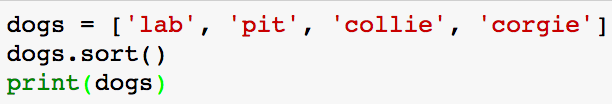 dogs = ['lab', 'pit', 'collie', 'corgie']
dogs.sort()
print(dogs)